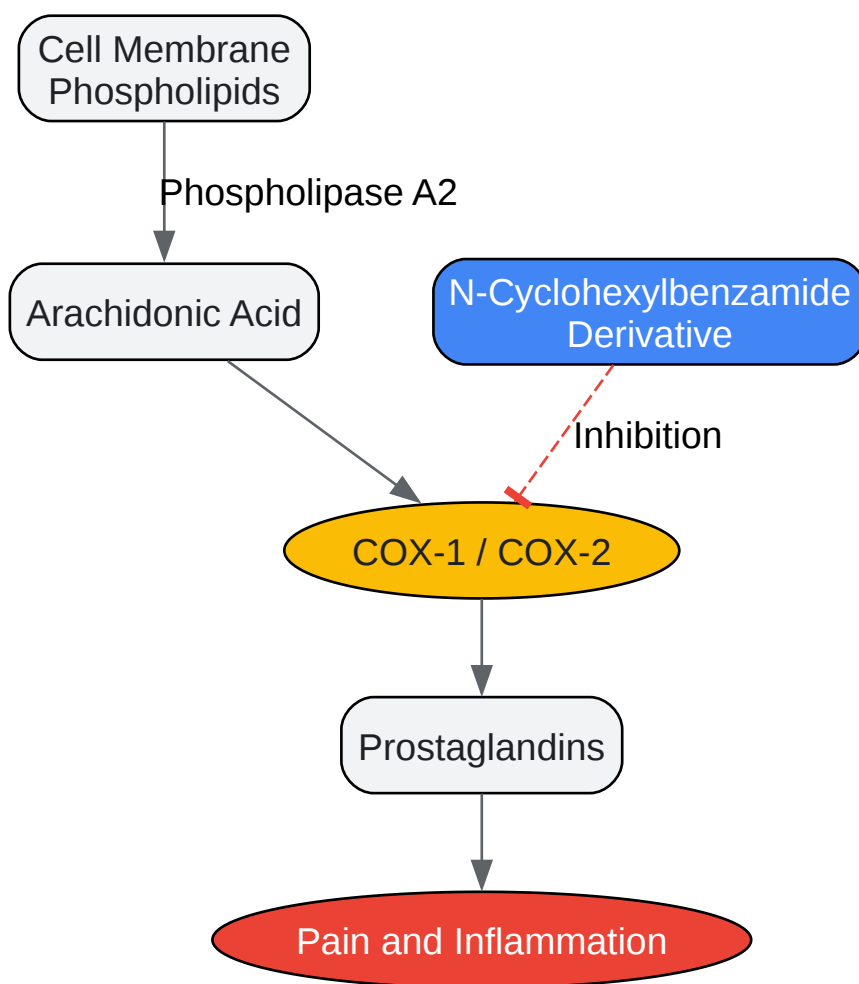 Cell Membrane
Phospholipids
Phospholipase A2
Arachidonic Acid
N-Cyclohexylbenzamide
Derivative
Inhibition
COX-1 / COX-2
Prostaglandins
Pain and Inflammation